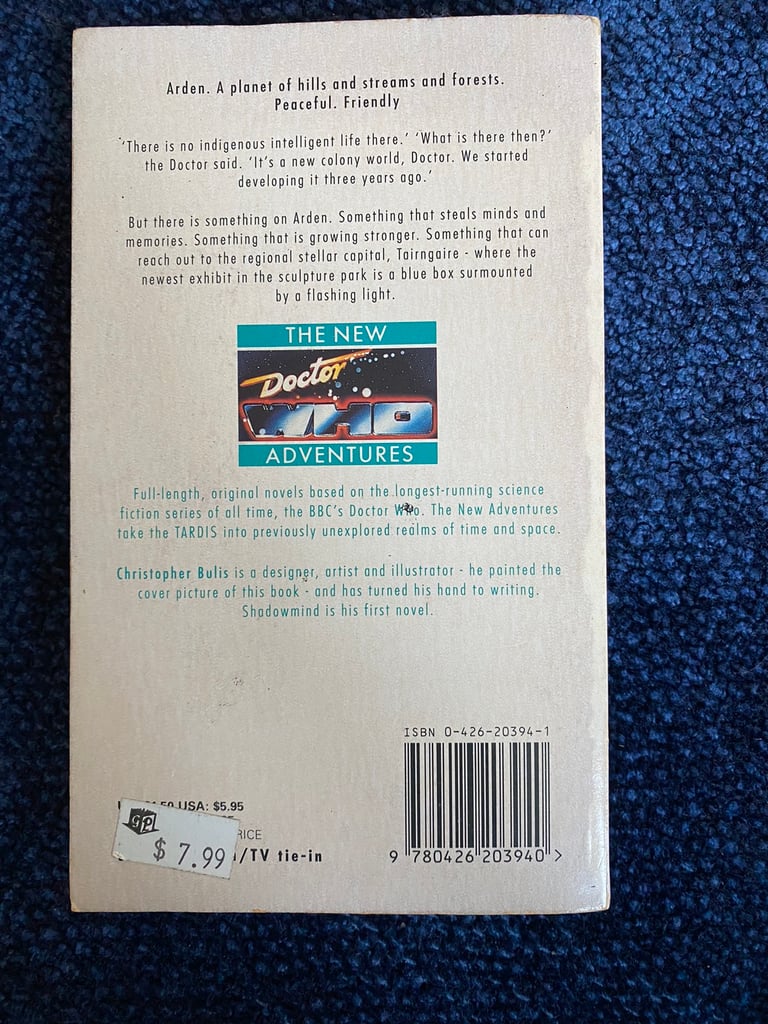 Arden. A planet of hills and streams and forests.
Peaceful. Friendly
'There is no indigenous intelligent life there.' 'What is there then?'
the Doctor said. 'It's a new colony world, Doctor. We started
developing it three years ago.'
But there is something on Arden. Something that steals minds and
memories. Something that is growing stronger. Something that can
reach out to the regional stellar capital, Tairngaire - where the
newest exhibit in the sculpture park is a blue box surmounted
by a flashing light.
THE NEW
Doctor
WHO
ADVENTURES
Full-length, original novels based on the longest-running science
fiction series of all time, the BBC's Doctor Who. The New Adventures
take the TARDIS into previously unexplored realms of time and space.
Christopher Bulis is a designer, artist and illustrator - he painted the
cover picture of this book - and has turned his hand to writing.
Shadowmind is his first novel.
ISBN 0-426-20394-1
USA: $5.95
RICE
GP
$ 7.99
/TV tie-in
9 780426 203940 >